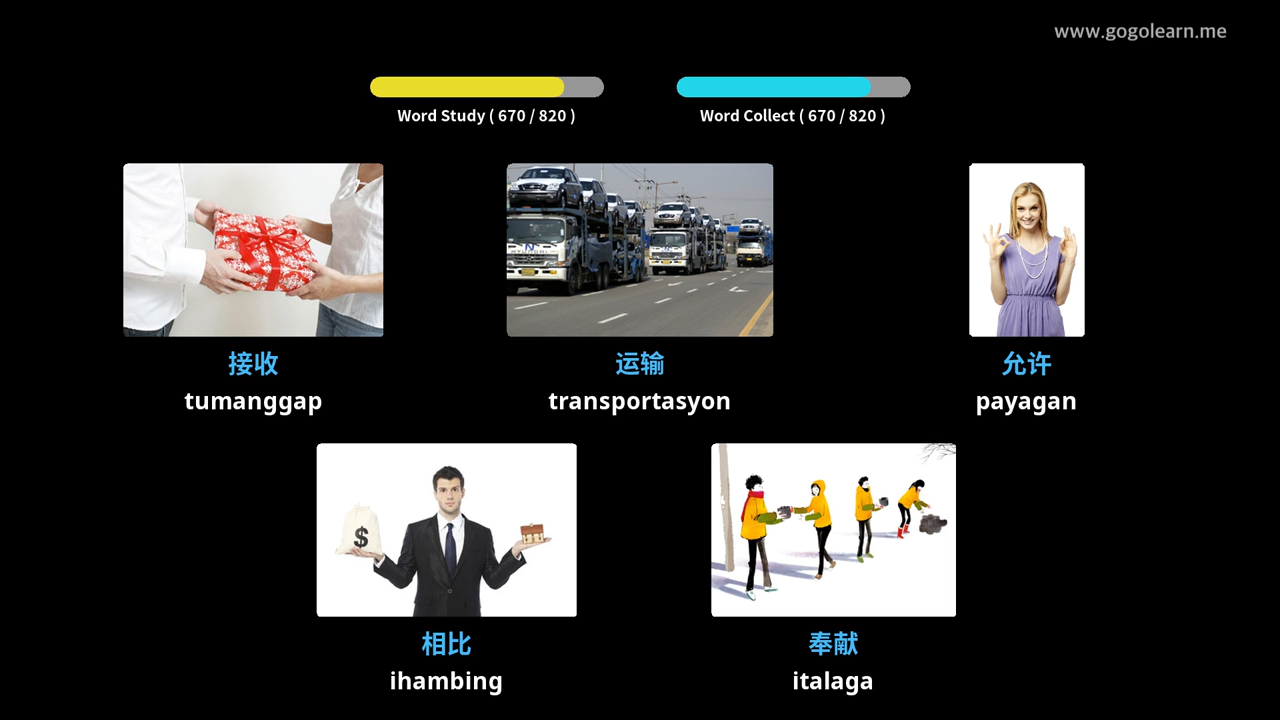 www.gogolearn.me
Word Study ( 670 / 820 )
Word Collect ( 670 / 820 )
接收
tumanggap
运输
transportasyon
允许
payagan
$
相比
ihambing
奉献
italaga